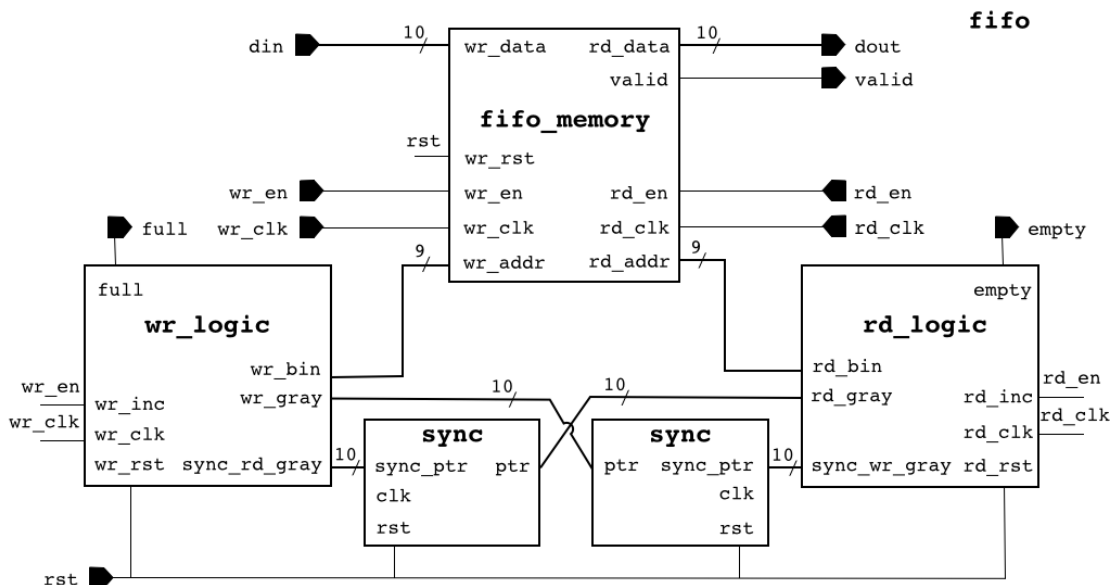 fifo
din 10 wr_data rd_data 10 dout
valid valid
fifo_memory
rst wr_rst
wr_en wr_en rd_en rd_en
full wr_clk wr_clk rd_clk rd_clk empty
9 wr_addr rd_addr 9
full empty
wr_logic rd_logic
wr_bin rd_bin
wr_en wr_gray 10 10 rd_gray rd_en
wr_inc rd_inc
wr_clk sync sync rd_clk
wr_clk rd_clk
wr_rst sync_rd_gray 10 sync_ptr ptr ptr sync_ptr 10 sync_wr_gray rd_rst
clk clk
rst rst
rst